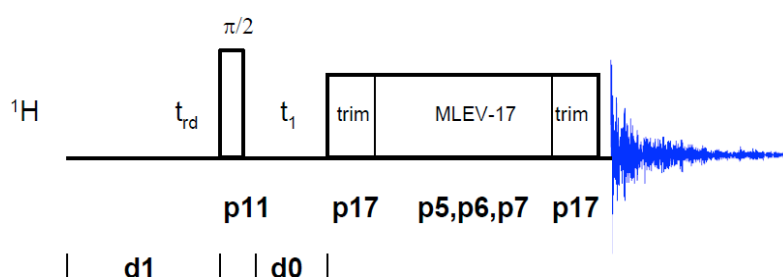 π/2
¹H t_rd t₁ trim MLEV-17 trim
p11 p17 p5,p6,p7 p17
d1 d0